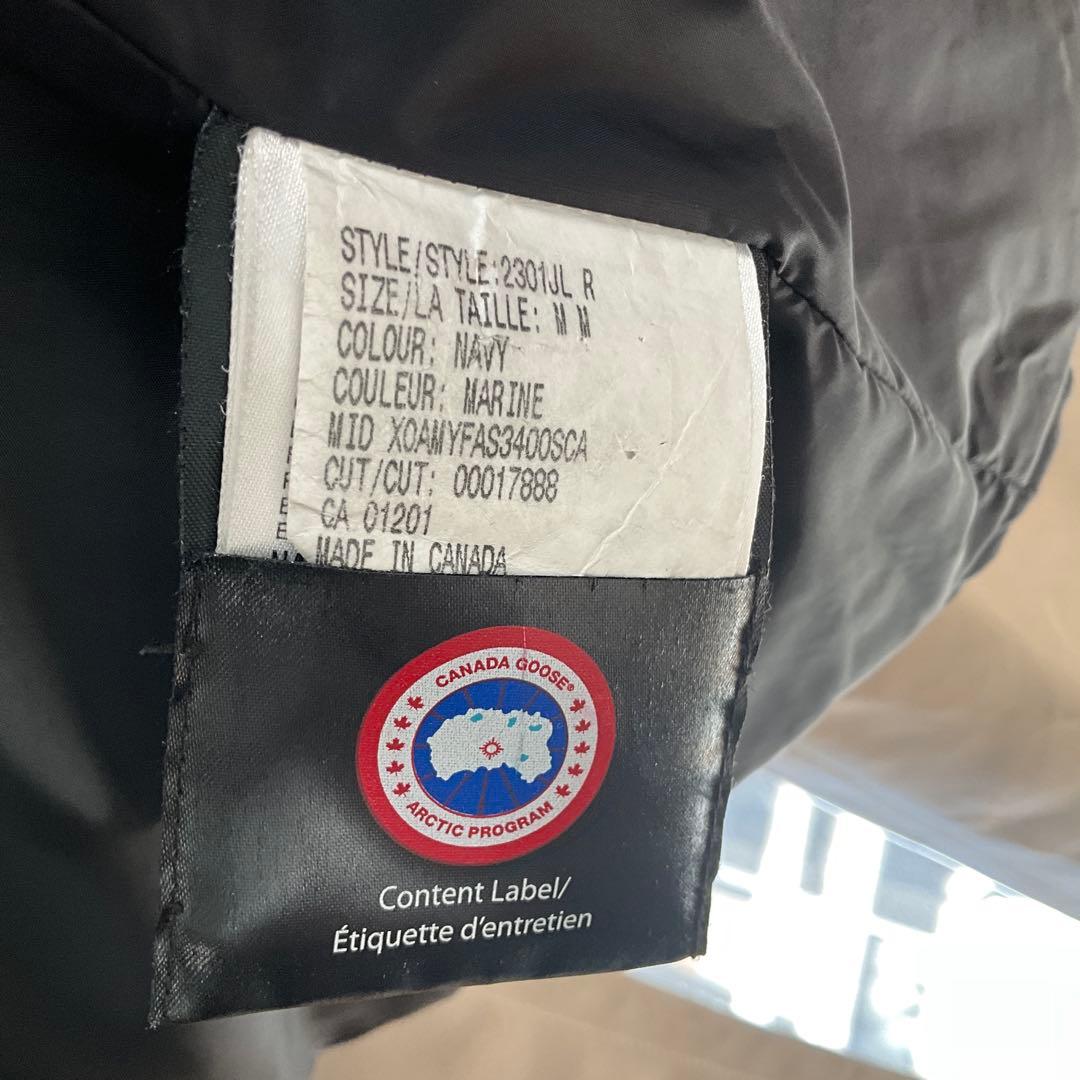 STYLE/STYLE:2301JL R
SIZE/LA TAILLE: M M
COLOUR: NAVY
COULEUR: MARINE
MID XOAMYFAS3400SCA
CUT/CUT: 00017888
CA 01201
MADE IN CANADA
CANADA GOOSE®
ARCTIC PROGRAM
Content Label/
Étiquette d'entretien